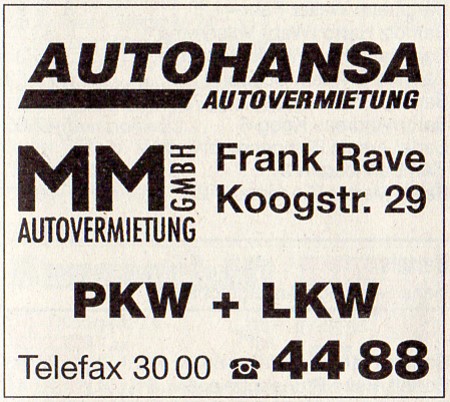 AUTOHANSA
AUTOVERMIETUNG
MM GMBH
AUTOVERMIETUNG
Frank Rave
Koogstr. 29
PKW + LKW
Telefax 30 00 ☎ 44 88